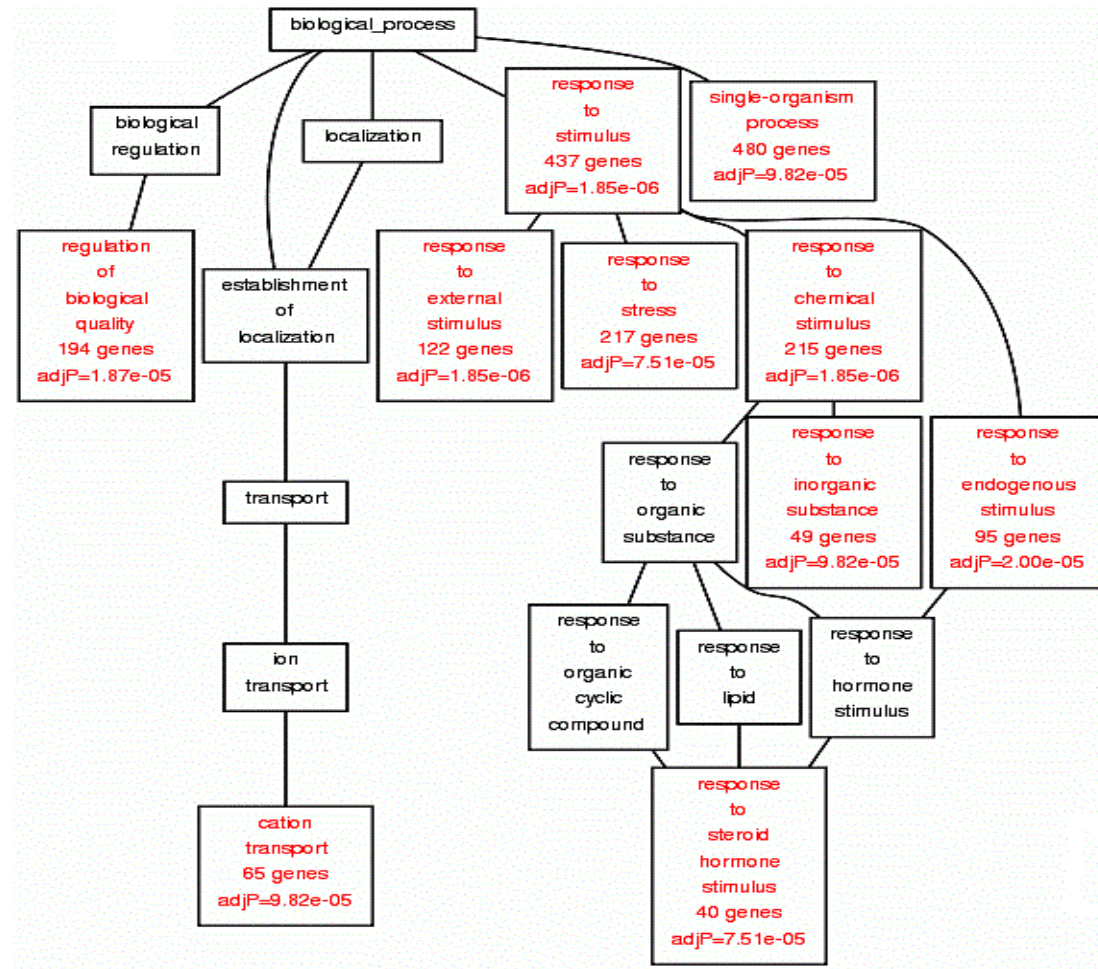 biological_process
biological
regulation
localization
response
to
stimulus
437 genes
adjP=1.85e-06
single-organism
process
480 genes
adjP=9.82e-05
regulation
of
biological
quality
194 genes
adjP=1.87e-05
establishment
of
localization
response
to
external
stimulus
122 genes
adjP=1.85e-06
response
to
stress
217 genes
adjP=7.51e-05
response
to
chemical
stimulus
215 genes
adjP=1.85e-06
transport
response
to
organic
substance
response
to
inorganic
substance
49 genes
adjP=9.82e-05
response
to
endogenous
stimulus
95 genes
adjP=2.00e-05
ion
transport
response
to
organic
cyclic
compound
response
to
lipid
response
to
hormone
stimulus
cation
transport
65 genes
adjP=9.82e-05
response
to
steroid
hormone
stimulus
40 genes
adjP=7.51e-05